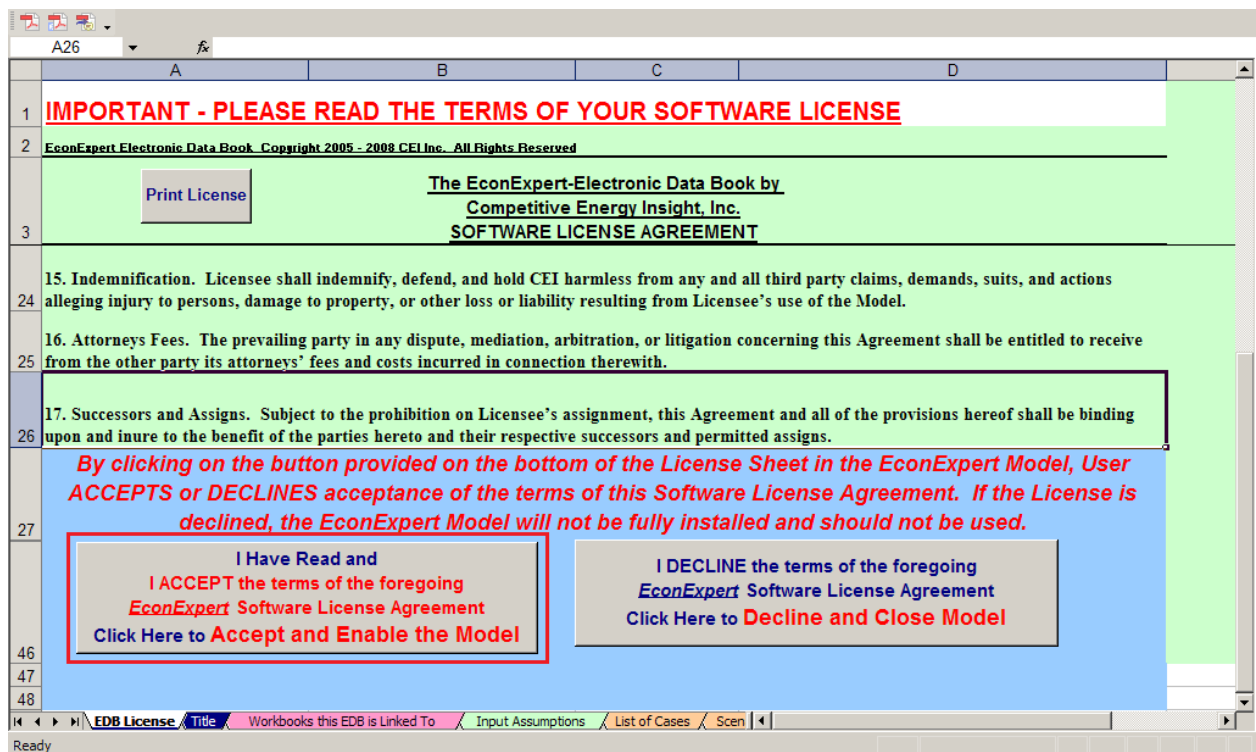 A26
fx
A B C D
1 IMPORTANT - PLEASE READ THE TERMS OF YOUR SOFTWARE LICENSE
2 EconExpert Electronic Data Book Copyright 2005 - 2008 CEI Inc. All Rights Reserved
Print License
The EconExpert-Electronic Data Book by
Competitive Energy Insight, Inc.
3 SOFTWARE LICENSE AGREEMENT
15. Indemnification. Licensee shall indemnify, defend, and hold CEI harmless from any and all third party claims, demands, suits, and actions
24 alleging injury to persons, damage to property, or other loss or liability resulting from Licensee's use of the Model.
16. Attorneys Fees. The prevailing party in any dispute, mediation, arbitration, or litigation concerning this Agreement shall be entitled to receive
25 from the other party its attorneys' fees and costs incurred in connection therewith.
17. Successors and Assigns. Subject to the prohibition on Licensee's assignment, this Agreement and all of the provisions hereof shall be binding
26 upon and inure to the benefit of the parties hereto and their respective successors and permitted assigns.
By clicking on the button provided on the bottom of the License Sheet in the EconExpert Model, User
ACCEPTS or DECLINES acceptance of the terms of this Software License Agreement. If the License is
27 declined, the EconExpert Model will not be fully installed and should not be used.
I Have Read and
I ACCEPT the terms of the foregoing
EconExpert Software License Agreement
Click Here to Accept and Enable the Model
I DECLINE the terms of the foregoing
EconExpert Software License Agreement
Click Here to Decline and Close Model
46
47
48
EDB License Title Workbooks this EDB is Linked To Input Assumptions List of Cases Scen
Ready